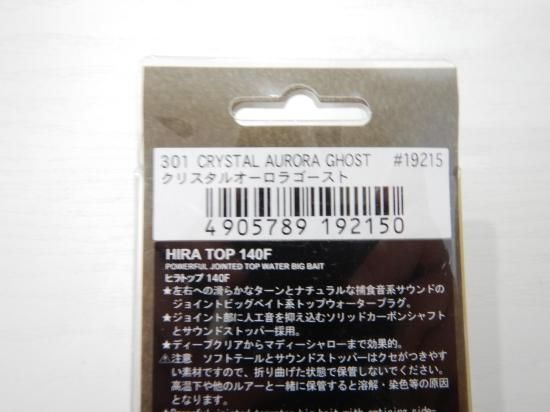 301 CRYSTAL AURORA GHOST #19215
クリスタルオーロラゴースト
4 905789 192150
HIRA TOP 140F
POWERFUL JOINTED TOP WATER BIG BAIT
ヒラトップ 140F
★左右への滑らかなターンとナチュラルな捕食音系サウンドの
ジョイントビッグベイト系トップウォータープラグ。
★ジョイント部に人工音を抑え込むソリッドカーボンシャフト
とサウンドストッパー採用。
★ディープクリアからマディーシャローまで効果的。
⚠注意 ソフトテールとサウンドストッパーはクセがつきやす
い素材ですので、折り曲げた状態で保管しないでください。
高温下や他のルアーと一緒に保管すると溶解・染色等の原因
となります。